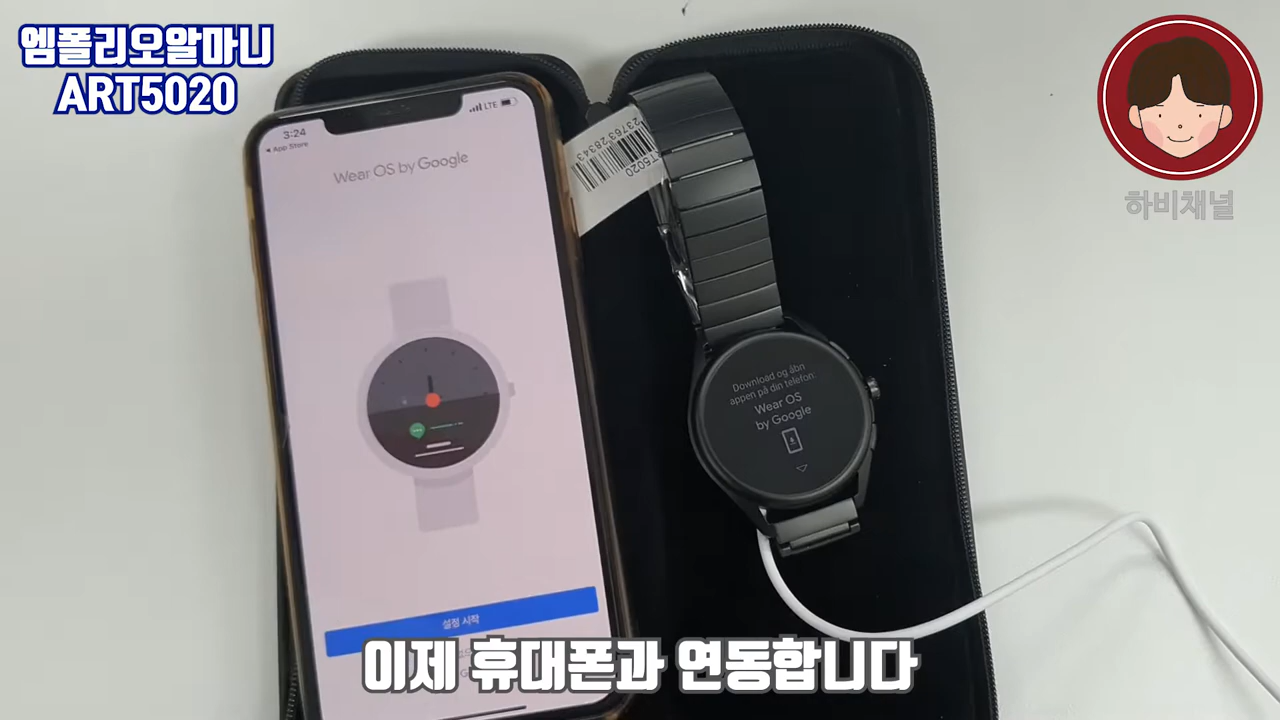 엠폴리오알마니
ART5020
하비채널
3:24
LTE
App Store
Wear OS by Google
설정 시작
ART5020
Download og åbn
appen på din telefon:
Wear OS
by Google
이제 휴대폰과 연동합니다